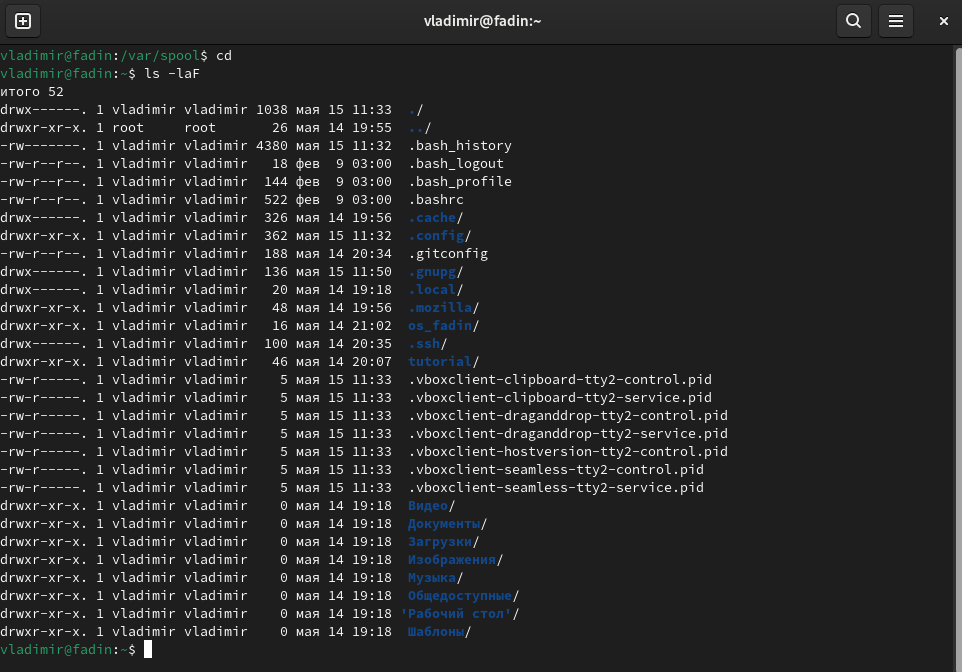 vladimir@fadin:~
vladimir@fadin:/var/spool$ cd
vladimir@fadin:~$ ls -laF
итого 52
drwx------. 1 vladimir vladimir 1038 мая 15 11:33  ./
drwxr-xr-x. 1 root     root       26 мая 14 19:55  ../
-rw-------. 1 vladimir vladimir 4380 мая 15 11:32  .bash_history
-rw-r--r--. 1 vladimir vladimir   18 фев  9 03:00  .bash_logout
-rw-r--r--. 1 vladimir vladimir  144 фев  9 03:00  .bash_profile
-rw-r--r--. 1 vladimir vladimir  522 фев  9 03:00  .bashrc
drwx------. 1 vladimir vladimir  326 мая 14 19:56  .cache/
drwxr-xr-x. 1 vladimir vladimir  362 мая 15 11:32  .config/
-rw-r--r--. 1 vladimir vladimir  188 мая 14 20:34  .gitconfig
drwx------. 1 vladimir vladimir  136 мая 15 11:50  .gnupg/
drwx------. 1 vladimir vladimir   20 мая 14 19:18  .local/
drwxr-xr-x. 1 vladimir vladimir   48 мая 14 19:56  .mozilla/
drwxr-xr-x. 1 vladimir vladimir   16 мая 14 21:02  os_fadin/
drwx------. 1 vladimir vladimir  100 мая 14 20:35  .ssh/
drwxr-xr-x. 1 vladimir vladimir   46 мая 14 20:07  tutorial/
-rw-r-----. 1 vladimir vladimir    5 мая 15 11:33  .vboxclient-clipboard-tty2-control.pid
-rw-r-----. 1 vladimir vladimir    5 мая 15 11:33  .vboxclient-clipboard-tty2-service.pid
-rw-r-----. 1 vladimir vladimir    5 мая 15 11:33  .vboxclient-draganddrop-tty2-control.pid
-rw-r-----. 1 vladimir vladimir    5 мая 15 11:33  .vboxclient-draganddrop-tty2-service.pid
-rw-r-----. 1 vladimir vladimir    5 мая 15 11:33  .vboxclient-hostversion-tty2-control.pid
-rw-r-----. 1 vladimir vladimir    5 мая 15 11:33  .vboxclient-seamless-tty2-control.pid
-rw-r-----. 1 vladimir vladimir    5 мая 15 11:33  .vboxclient-seamless-tty2-service.pid
drwxr-xr-x. 1 vladimir vladimir    0 мая 14 19:18  Видео/
drwxr-xr-x. 1 vladimir vladimir    0 мая 14 19:18  Документы/
drwxr-xr-x. 1 vladimir vladimir    0 мая 14 19:18  Загрузки/
drwxr-xr-x. 1 vladimir vladimir    0 мая 14 19:18  Изображения/
drwxr-xr-x. 1 vladimir vladimir    0 мая 14 19:18  Музыка/
drwxr-xr-x. 1 vladimir vladimir    0 мая 14 19:18  Общедоступные/
drwxr-xr-x. 1 vladimir vladimir    0 мая 14 19:18 'Рабочий стол'/
drwxr-xr-x. 1 vladimir vladimir    0 мая 14 19:18  Шаблоны/
vladimir@fadin:~$